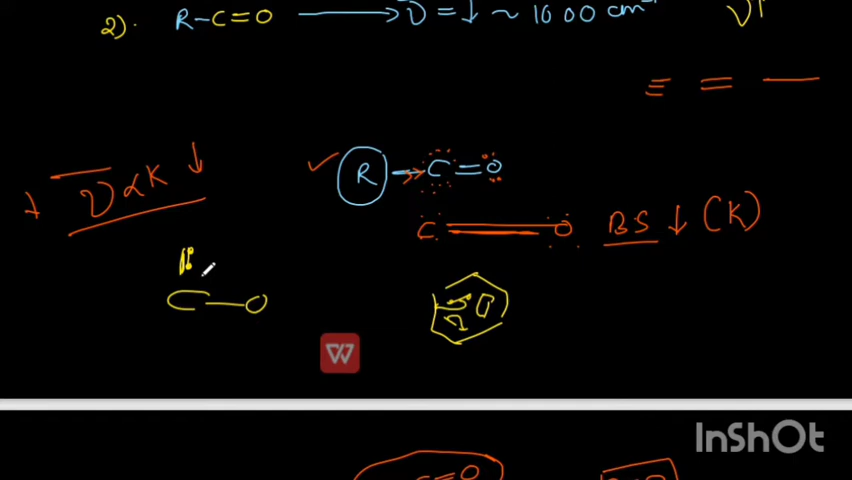 2). R-C=O → ν̄ = ↓ ~ 1600 cm⁻¹ ν↑
≡ = —
→ ν̄ ∝ K ↓
✓ R → C = O
C = O BS ↓ (K)
C — O
W
InShot
C=O